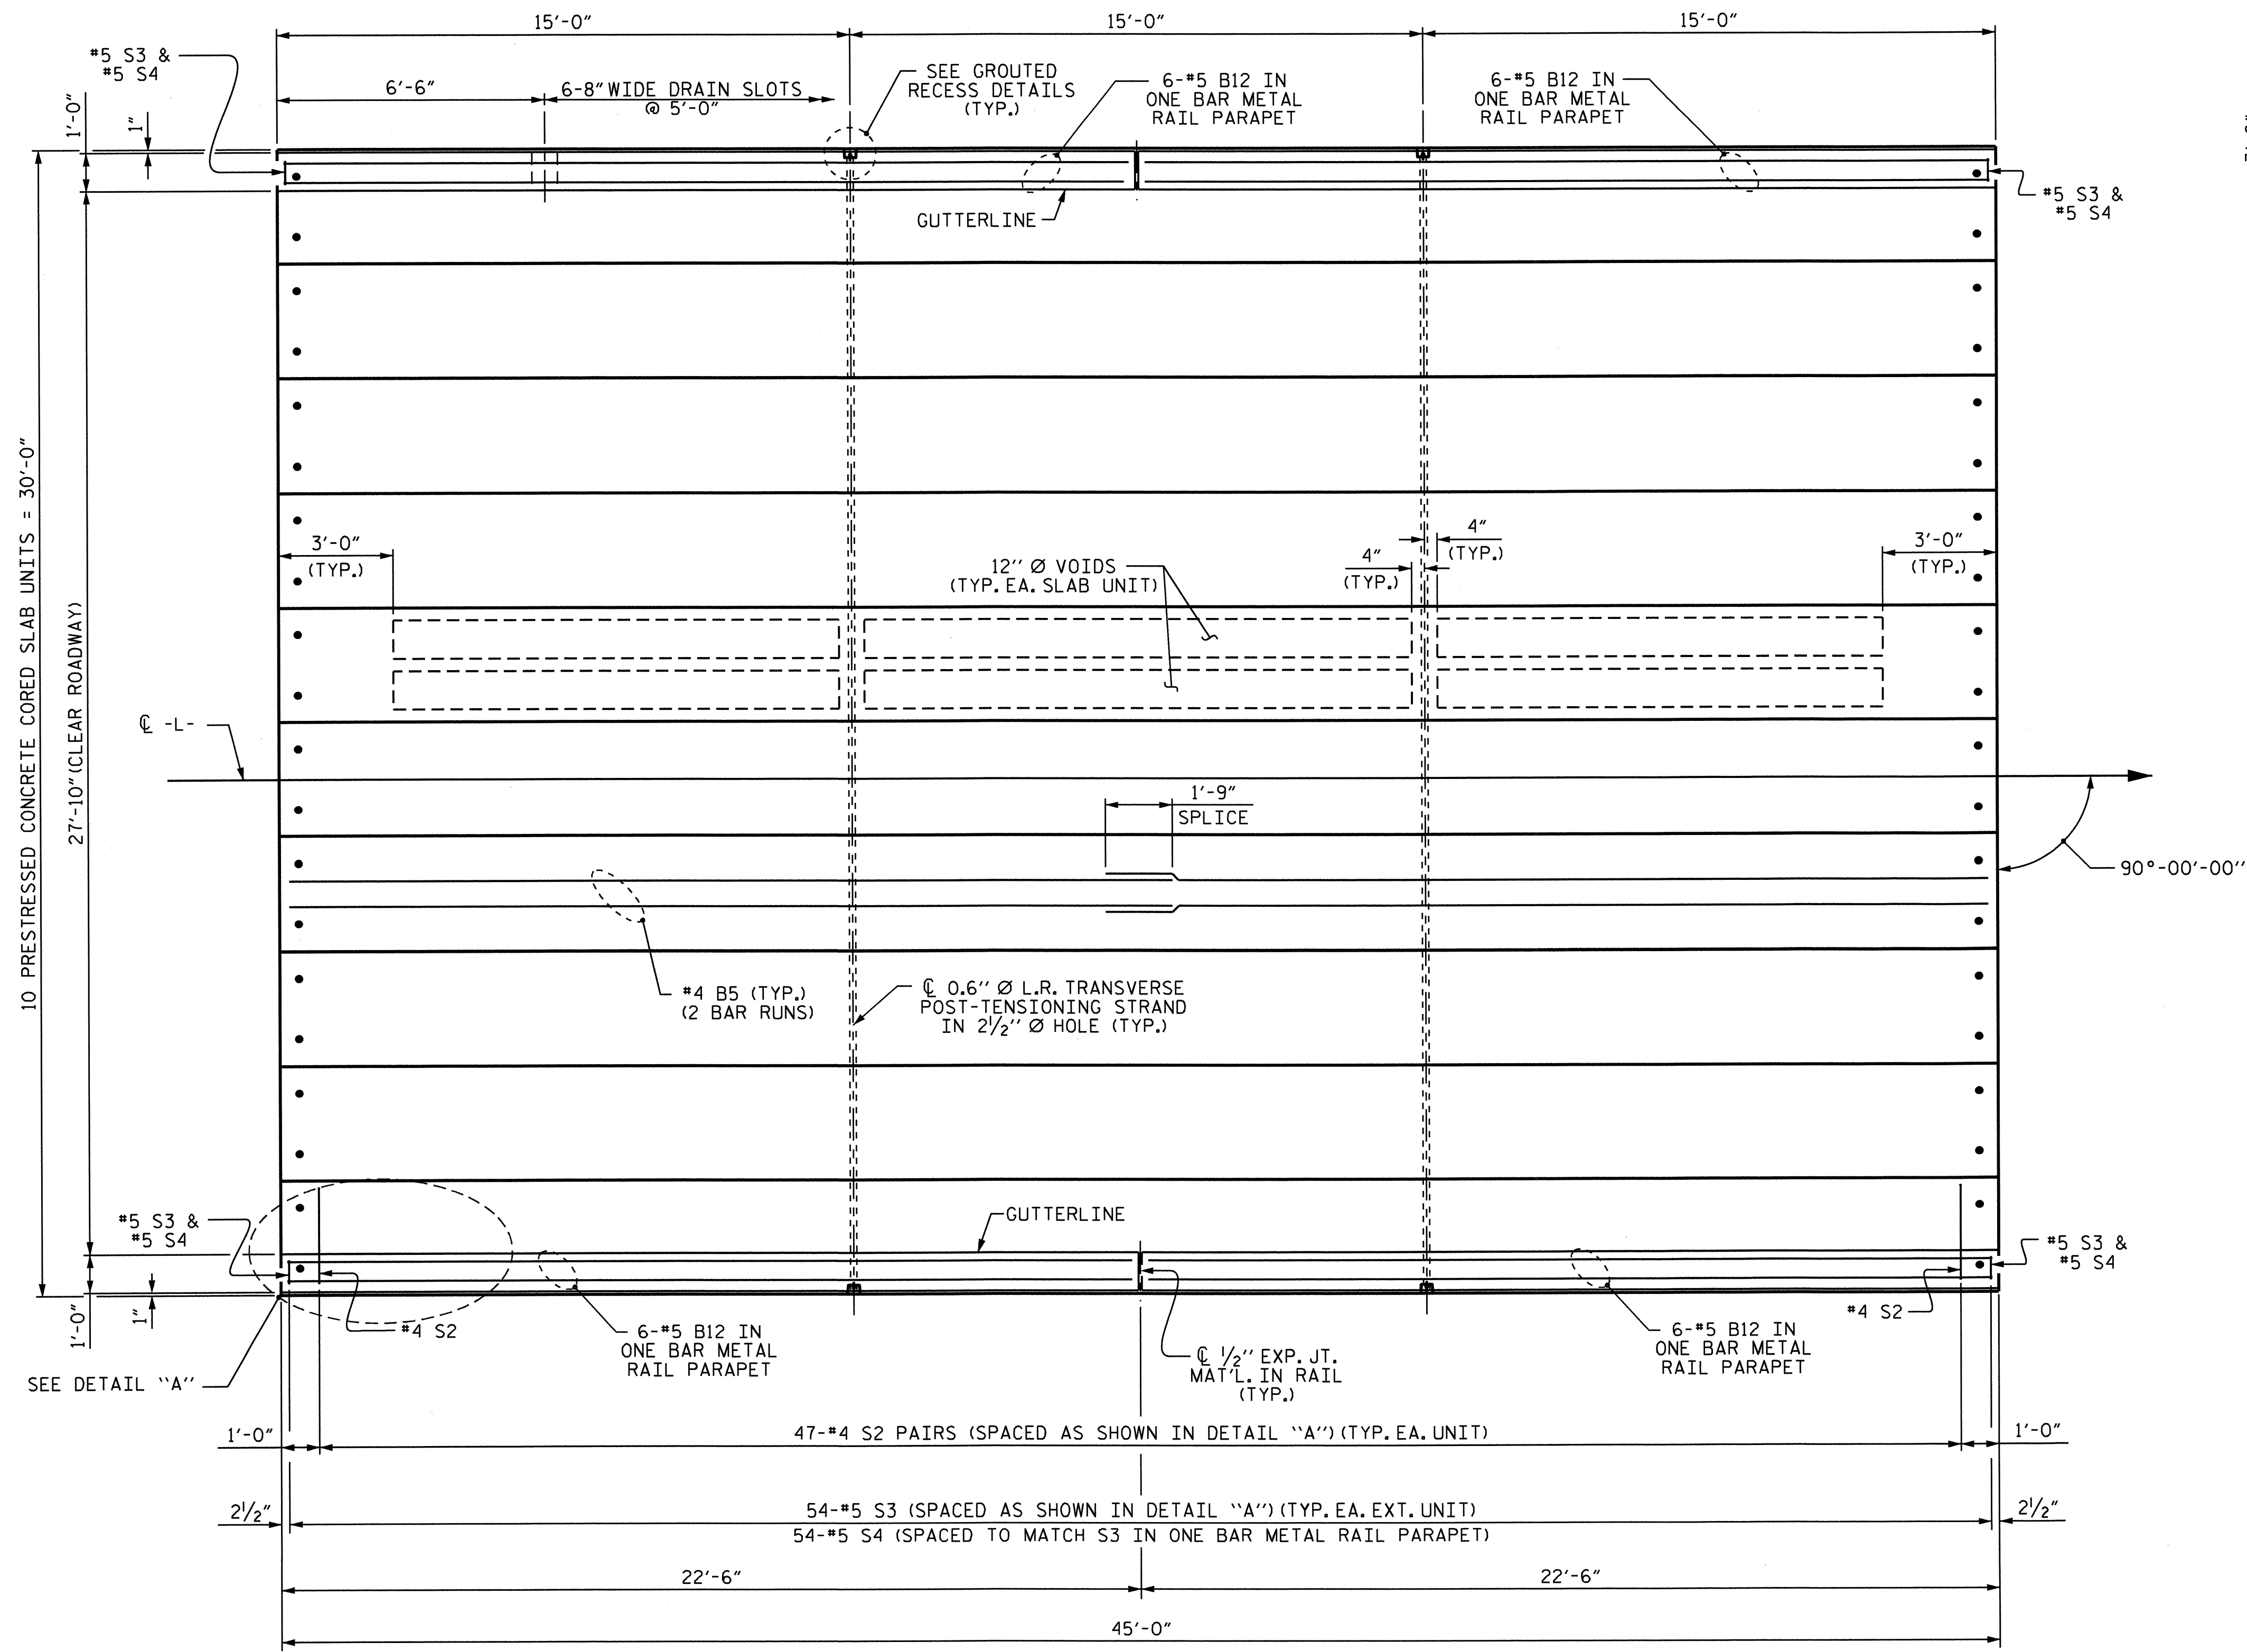 15'-0"
15'-0"
15'-0"
#5 S3 &
#5 S4
6'-6"
6-8" WIDE DRAIN SLOTS
@ 5'-0"
SEE GROUTED
RECESS DETAILS
(TYP.)
6-#5 B12 IN
ONE BAR METAL
RAIL PARAPET
6-#5 B12 IN
ONE BAR METAL
RAIL PARAPET
1'-0"
1"
#5 S3 &
#5 S4
GUTTERLINE
10 PRESTRESSED CONCRETE CORED SLAB UNITS = 30'-0"
27'-10" (CLEAR ROADWAY)
3'-0"
(TYP.)
12" Ø VOIDS
(TYP. EA. SLAB UNIT)
4"
(TYP.)
4"
(TYP.)
3'-0"
(TYP.)
℄ -L-
1'-9"
SPLICE
90°-00'-00"
#4 B5 (TYP.)
(2 BAR RUNS)
℄ 0.6" Ø L.R. TRANSVERSE
POST-TENSIONING STRAND
IN 2½" Ø HOLE (TYP.)
#5 S3 &
#5 S4
GUTTERLINE
#5 S3 &
#5 S4
1'-0"
1"
#4 S2
6-#5 B12 IN
ONE BAR METAL
RAIL PARAPET
℄ ½" EXP. JT.
MAT'L. IN RAIL
(TYP.)
6-#5 B12 IN
ONE BAR METAL
RAIL PARAPET
#4 S2
SEE DETAIL "A"
1'-0"
47-#4 S2 PAIRS (SPACED AS SHOWN IN DETAIL "A") (TYP. EA. UNIT)
1'-0"
2½"
54-#5 S3 (SPACED AS SHOWN IN DETAIL "A") (TYP. EA. EXT. UNIT)
54-#5 S4 (SPACED TO MATCH S3 IN ONE BAR METAL RAIL PARAPET)
2½"
22'-6"
22'-6"
45'-0"